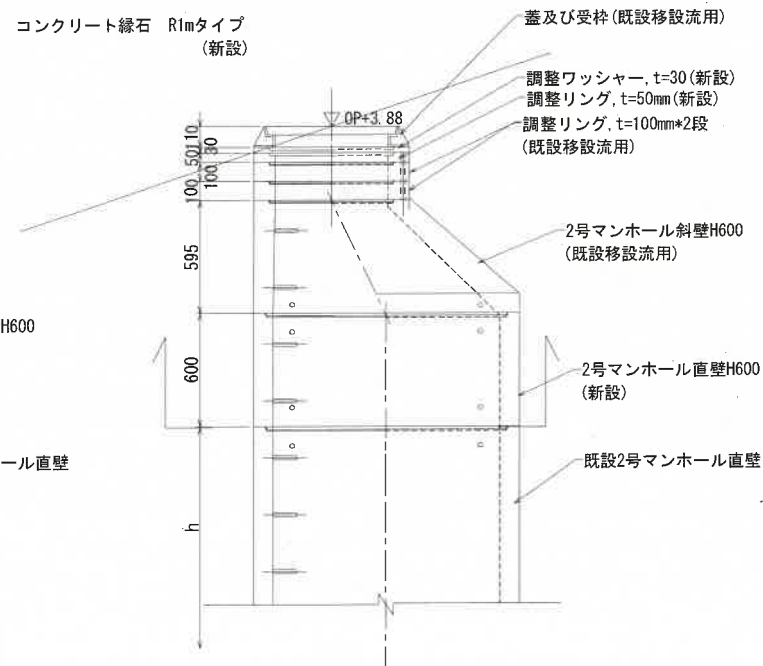 コンクリート縁石 R1mタイプ
(新設)
蓋及び受枠(既設移設流用)
調整ワッシャー,t=30(新設)
調整リング,t=50mm(新設)
調整リング,t=100mm*2段
(既設移設流用)
OP+3.88
110
30
50
100
100
595
600
h
2号マンホール斜壁H600
(既設移設流用)
H600
2号マンホール直壁H600
(新設)
ール直壁
既設2号マンホール直壁